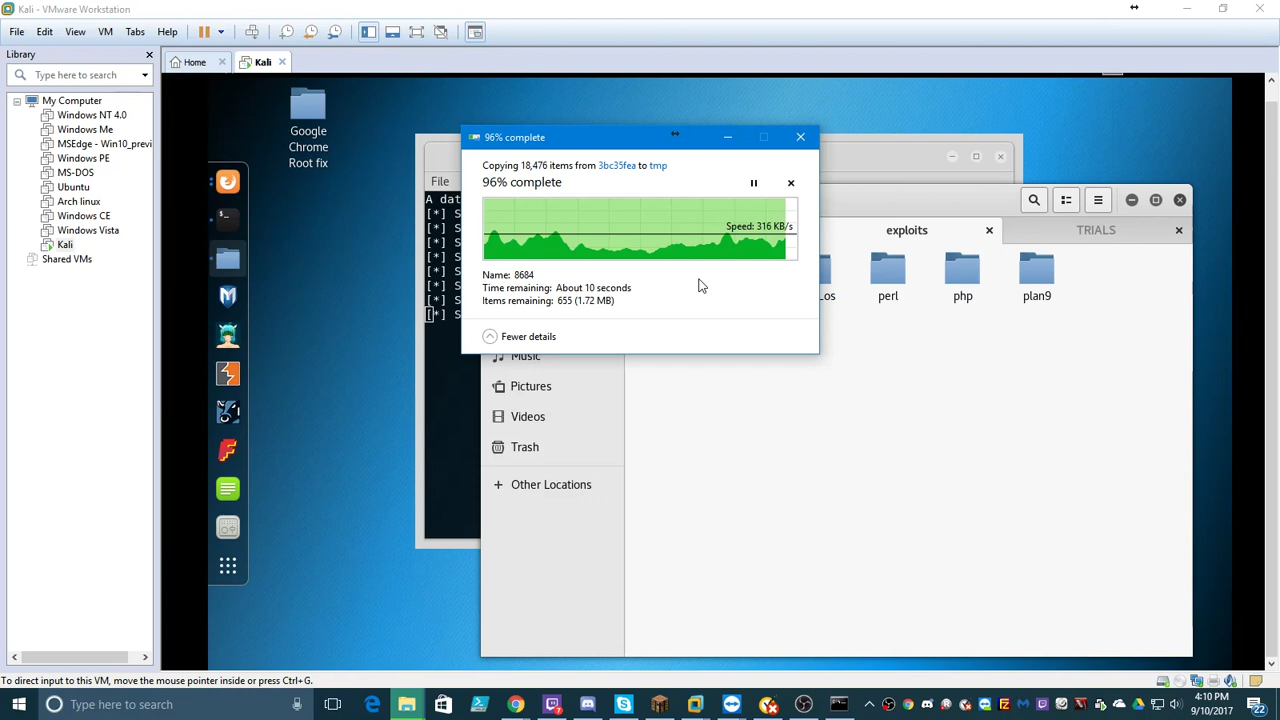 Kali - VMware Workstation
File Edit View VM Tabs Help
Library
Type here to search
My Computer
Windows NT 4.0
Windows Me
MSEdge - Win10_previ
Windows PE
MS-DOS
Ubuntu
Arch linux
Windows CE
Windows Vista
Kali
Shared VMs
Home
Kali
Google
Chrome
Root fix
File
A dat
[*] S
[*] S
[*] S
[*] S
[*] S
[*] S
[*] S
[*] S
96% complete
Copying 18,476 items from 3bc35fea to tmp
96% complete
Speed: 316 KB/s
Name: 8684
Time remaining: About 10 seconds
Items remaining: 655 (1.72 MB)
Fewer details
exploits
TRIALS
Los
perl
php
plan9
Music
Pictures
Videos
Trash
Other Locations
To direct input to this VM, move the mouse pointer inside or press Ctrl+G.
Type here to search
4:10 PM
9/10/2017
22